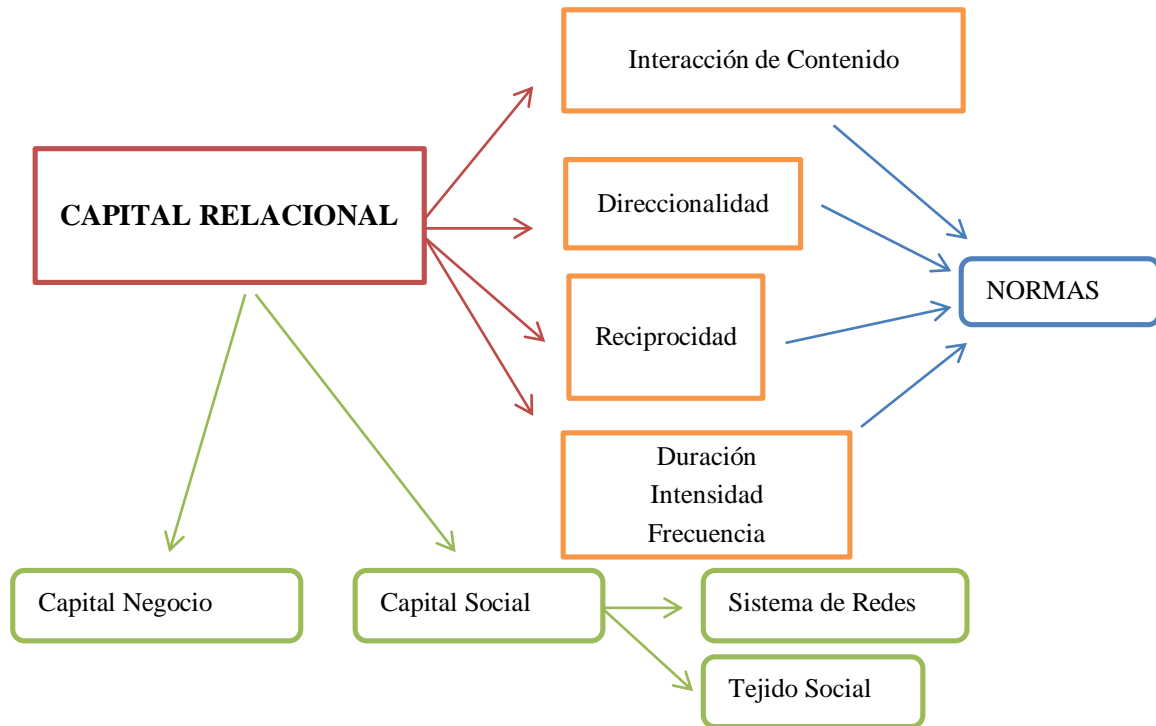 Interacción de Contenido
CAPITAL RELACIONAL
Direccionalidad
Reciprocidad
NORMAS
Duración
Intensidad
Frecuencia
Capital Negocio
Capital Social
Sistema de Redes
Tejido Social